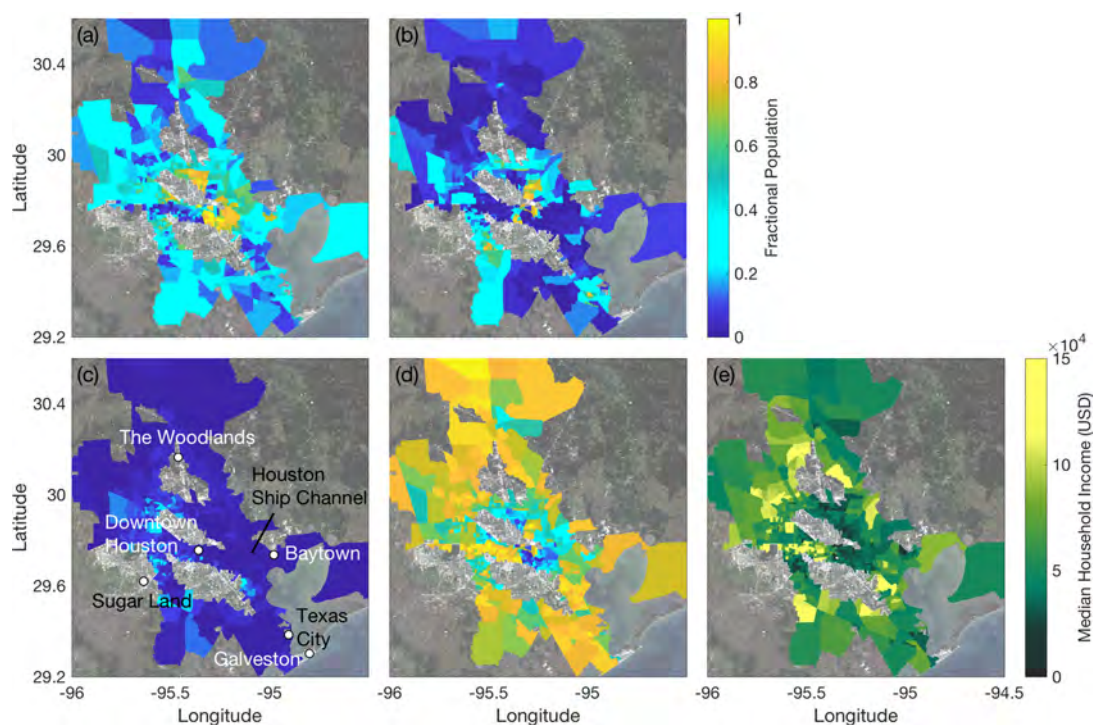 (a)
(b)
1
0.8
0.6
0.4
0.2
0
Fractional Population
30.4
30
29.6
29.2
Latitude
(c)
The Woodlands
Houston
Ship Channel
Downtown
Houston
Baytown
Sugar Land
Texas
City
Galveston
(d)
(e)
×10⁴
15
10
5
0
Median Household Income (USD)
30.4
30
29.6
29.2
Latitude
-96
-95.5
-95
Longitude
-96
-95.5
-95
Longitude
-96
-95.5
-95
-94.5
Longitude